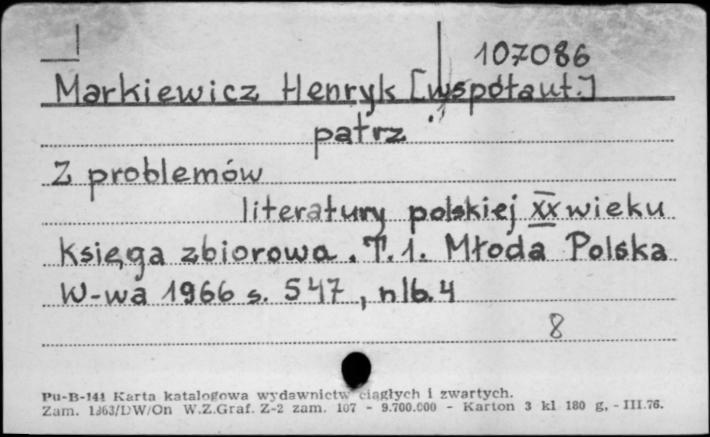 107086
Markiewicz Henryk [współaut.]
patrz
Z problemów
literatury polskiej XX wieku
Księga zbiorowa. T.1. Młoda Polska
W-wa 1966 s. 547, nlb. 4
8
Pu-B-141 Karta katalogowa wydawnictw ciągłych i zwartych.
Zam. 1363/DW/On W.Z.Graf. Z-2 zam. 107 - 9.700.000 - Karton 3 kl 180 g, - III.76.